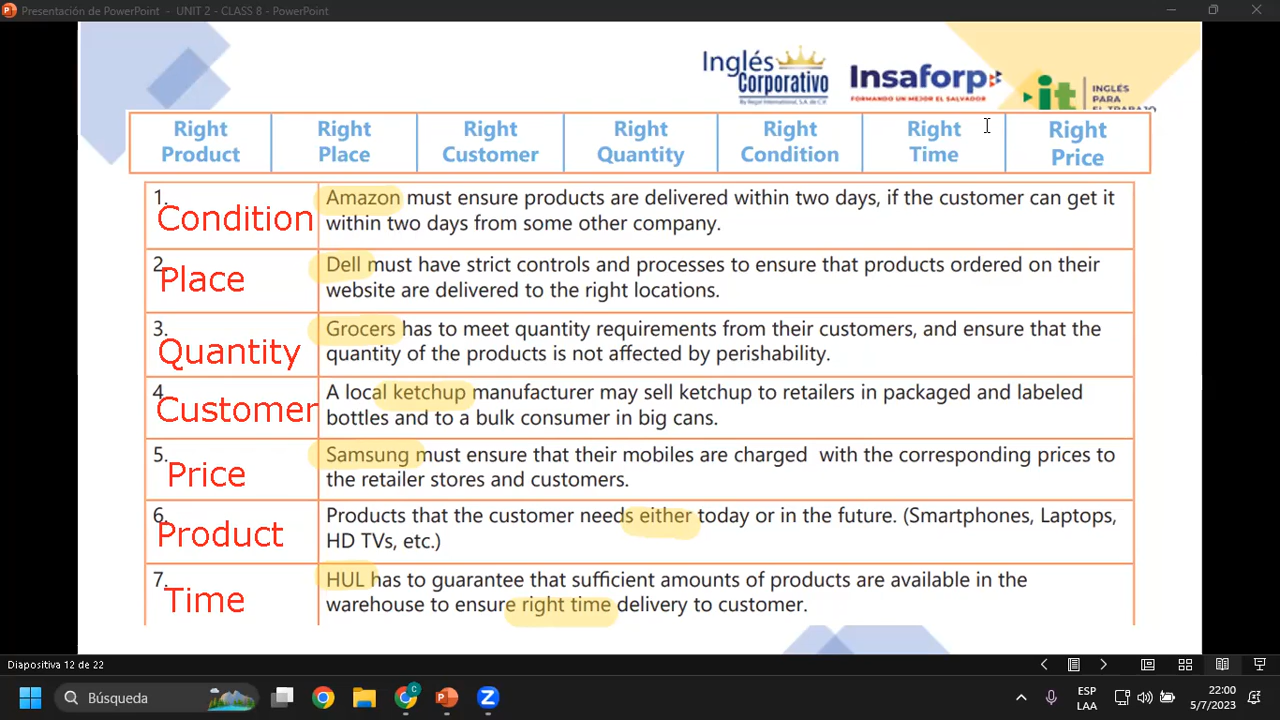 Presentación de PowerPoint - UNIT 2 - CLASS 8 - PowerPoint
Inglés
Corporativo
By Regal International, S.A. de C.V.
Insaforp
FORMANDO UN MEJOR EL SALVADOR
it
INGLÉS
PARA
EL TRABAJO
Right Product
Right Place
Right Customer
Right Quantity
Right Condition
Right Time
Right Price
1. Condition
Amazon must ensure products are delivered within two days, if the customer can get it
within two days from some other company.
2. Place
Dell must have strict controls and processes to ensure that products ordered on their
website are delivered to the right locations.
3. Quantity
Grocers has to meet quantity requirements from their customers, and ensure that the
quantity of the products is not affected by perishability.
4. Customer
A local ketchup manufacturer may sell ketchup to retailers in packaged and labeled
bottles and to a bulk consumer in big cans.
5. Price
Samsung must ensure that their mobiles are charged with the corresponding prices to
the retailer stores and customers.
6. Product
Products that the customer needs either today or in the future. (Smartphones, Laptops,
HD TVs, etc.)
7. Time
HUL has to guarantee that sufficient amounts of products are available in the
warehouse to ensure right time delivery to customer.
Diapositiva 12 de 22
Búsqueda
C
ESP
LAA
22:00
5/7/2023